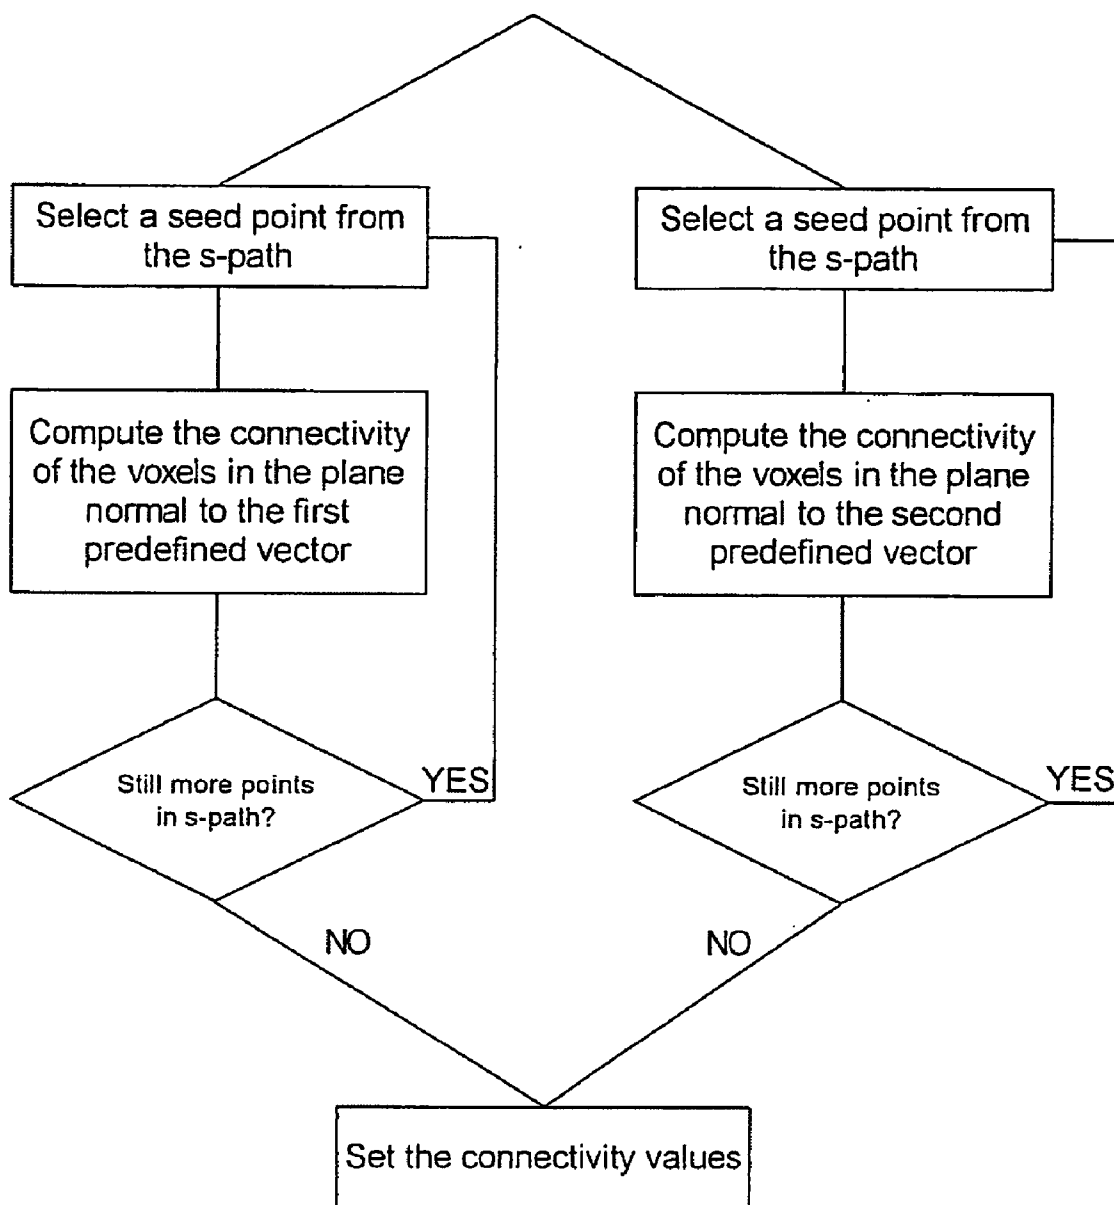 Select a seed point from
the s-path
Compute the connectivity
of the voxels in the plane
normal to the first
predefined vector
Still more points
in s-path?
YES
NO
Select a seed point from
the s-path
Compute the connectivity
of the voxels in the plane
normal to the second
predefined vector
Still more points
in s-path?
YES
NO
Set the connectivity values